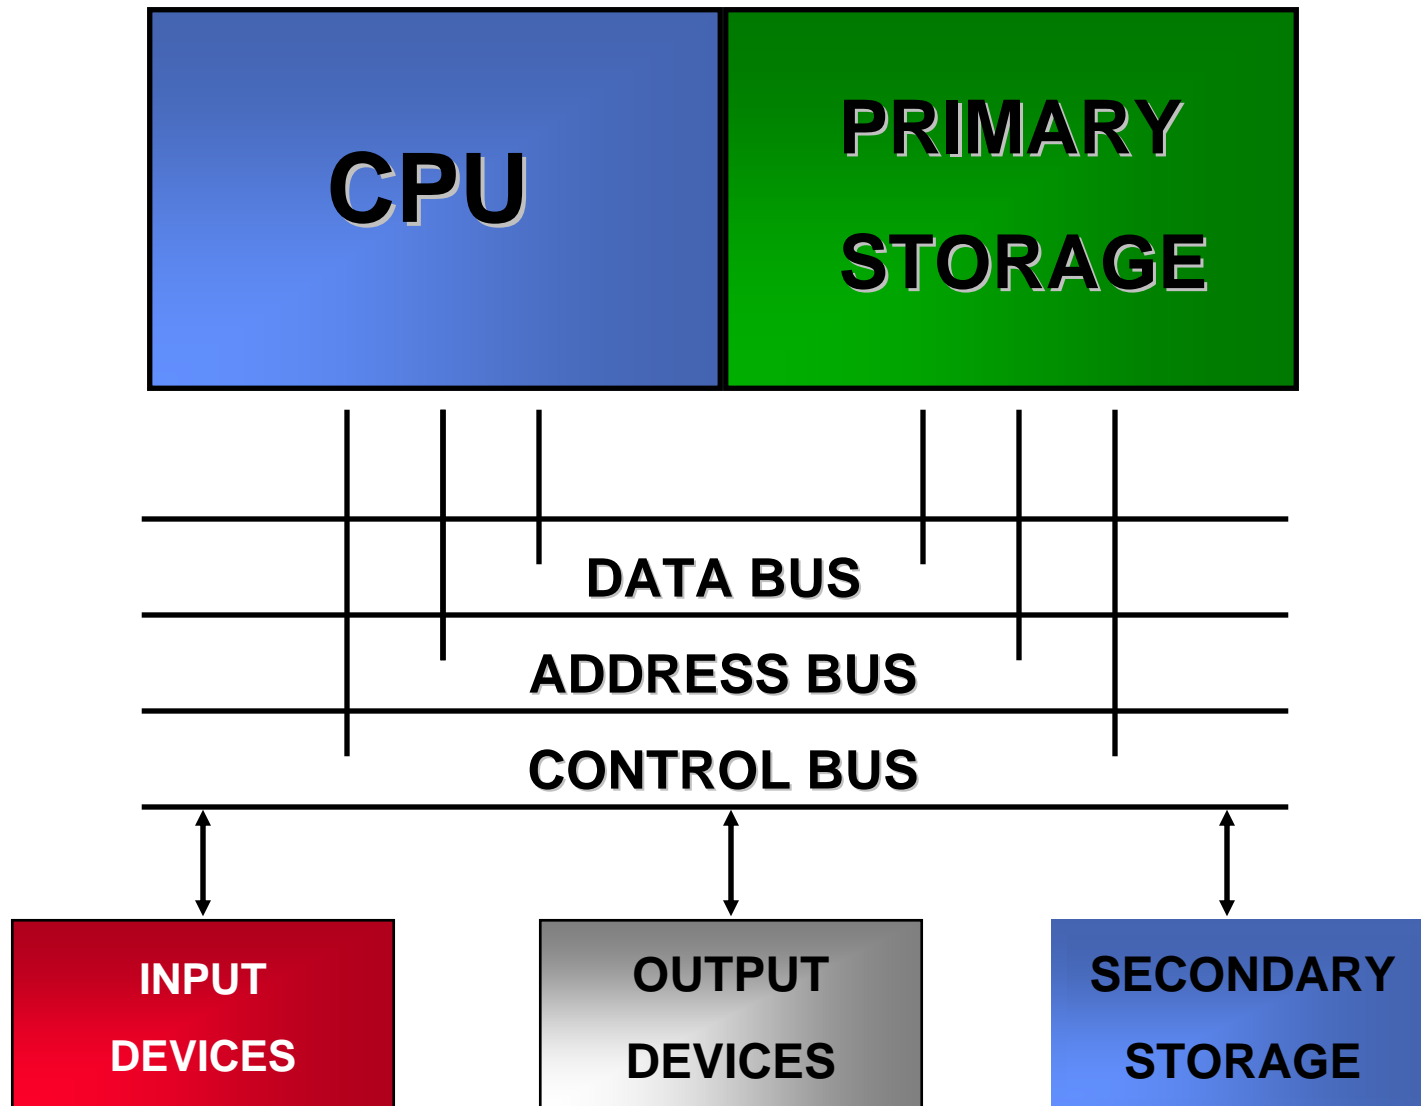 CPU
PRIMARY
STORAGE
DATA BUS
ADDRESS BUS
CONTROL BUS
INPUT
DEVICES
OUTPUT
DEVICES
SECONDARY
STORAGE